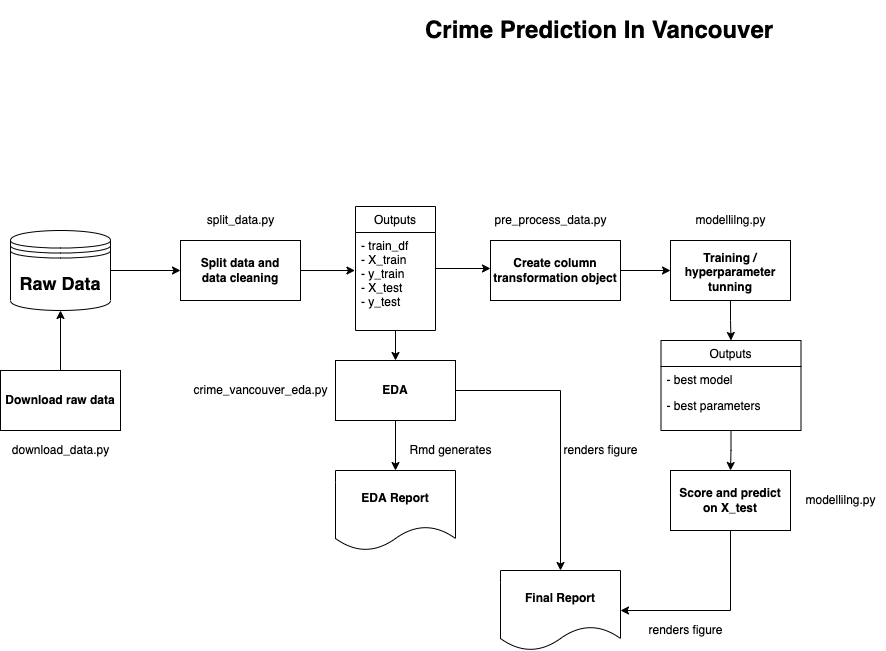 Crime Prediction In Vancouver
split_data.py
pre_process_data.py
modellilng.py
Raw Data
Split data and
data cleaning
Outputs
- train_df
- X_train
- y_train
- X_test
- y_test
Create column
transformation object
Training /
hyperparameter
tunning
Outputs
- best model
- best parameters
Download raw data
download_data.py
crime_vancouver_eda.py
EDA
Rmd generates
renders figure
EDA Report
Score and predict
on X_test
modellilng.py
Final Report
renders figure